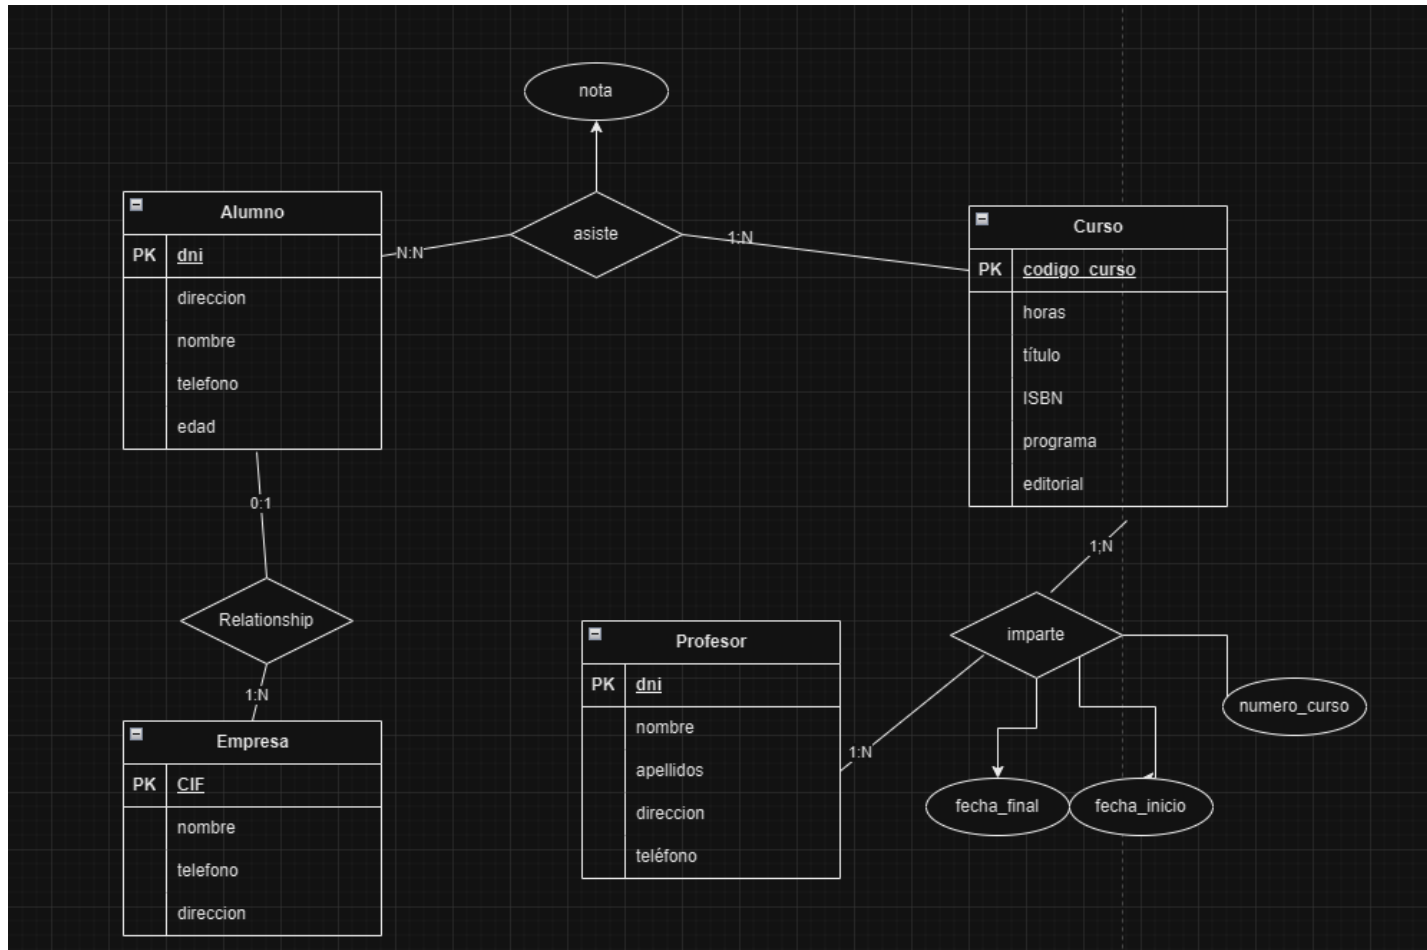 nota
Alumno
PK dni
direccion
nombre
telefono
edad
N:N
asiste
1:N
Curso
PK codigo_curso
horas
título
ISBN
programa
editorial
0:1
Relationship
1:N
Empresa
PK CIF
nombre
telefono
direccion
Profesor
PK dni
nombre
apellidos
direccion
teléfono
1:N
1;N
imparte
numero_curso
fecha_final
fecha_inicio